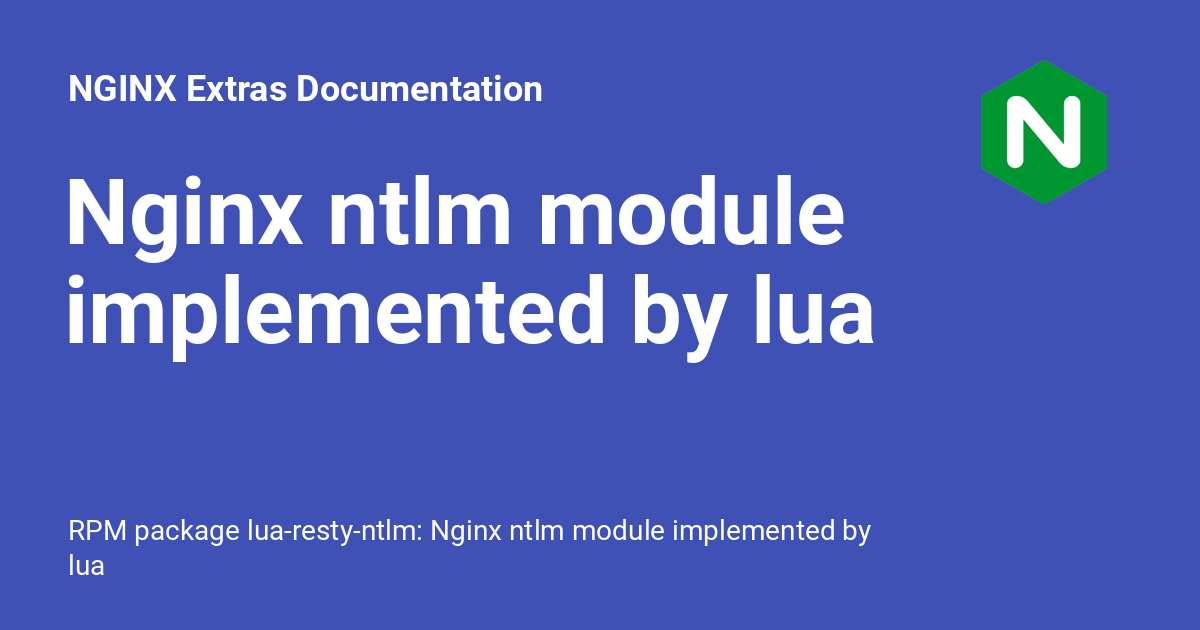 NGINX Extras Documentation
N
Nginx ntlm module
implemented by lua
RPM package lua-resty-ntlm: Nginx ntlm module implemented by
lua